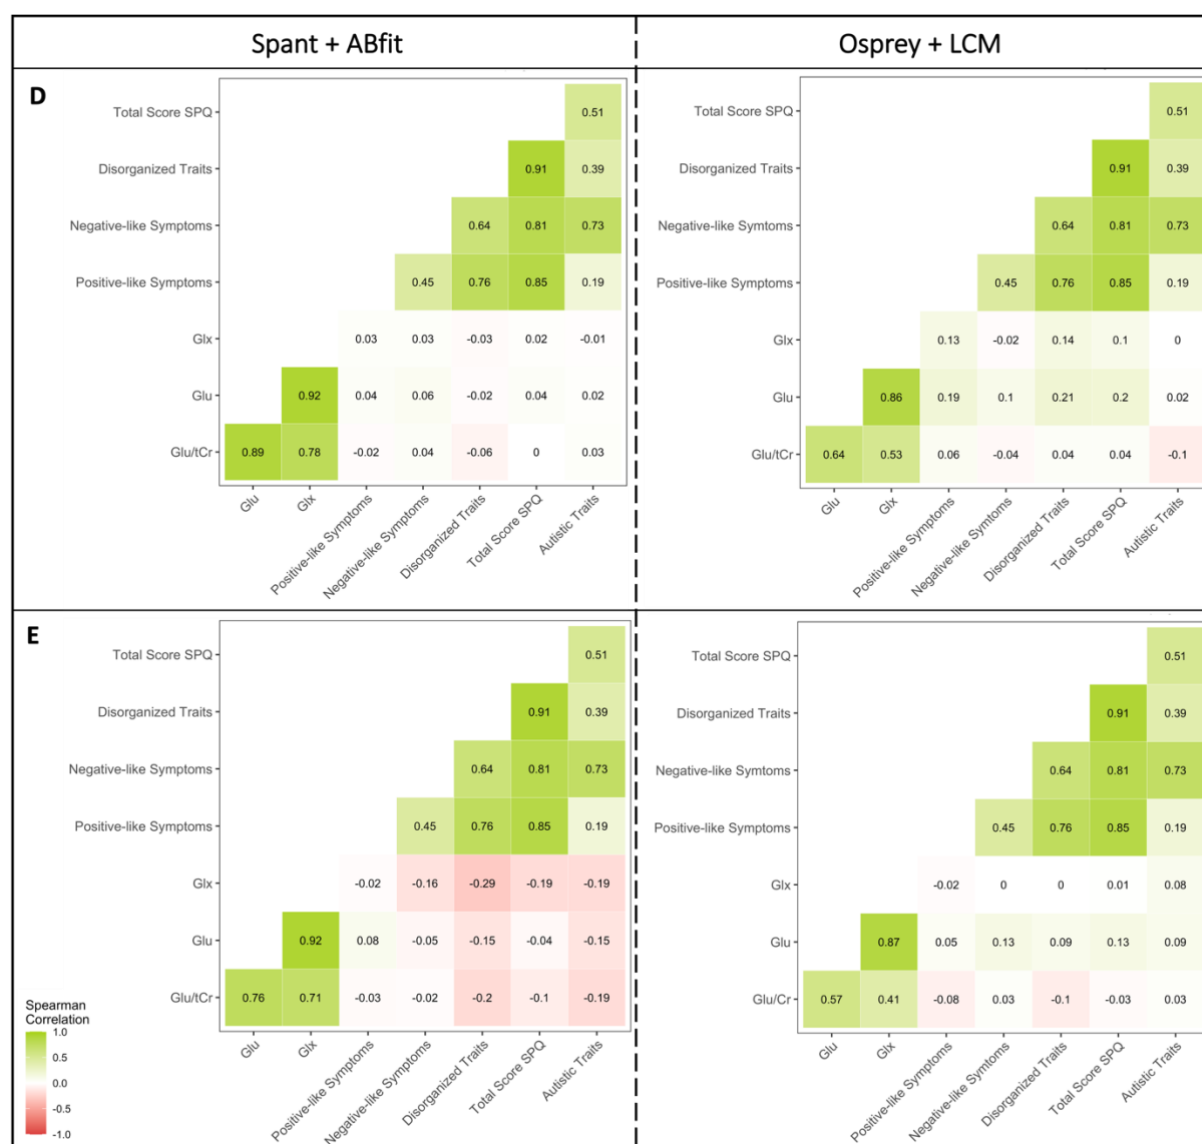 Spant + ABfit
Osprey + LCM
D
Total Score SPQ 0.51
Disorganized Traits 0.91 0.39
Negative-like Symptoms 0.64 0.81 0.73
Positive-like Symptoms 0.45 0.76 0.85 0.19
Glx 0.03 0.03 -0.03 0.02 -0.01
Glu 0.92 0.04 0.06 -0.02 0.04 0.02
Glu/tCr 0.89 0.78 -0.02 0.04 -0.06 0 0.03
Glu
Glx
Positive-like Symptoms
Negative-like Symptoms
Disorganized Traits
Total Score SPQ
Autistic Traits
Total Score SPQ 0.51
Disorganized Traits 0.91 0.39
Negative-like Symtoms 0.64 0.81 0.73
Positive-like Symptoms 0.45 0.76 0.85 0.19
Glx 0.13 -0.02 0.14 0.1 0
Glu 0.86 0.19 0.1 0.21 0.2 0.02
Glu/tCr 0.64 0.53 0.06 -0.04 0.04 0.04 -0.1
Glu
Glx
Positive-like Symptoms
Negative-like Symtoms
Disorganized Traits
Total Score SPQ
Autistic Traits
E
Total Score SPQ 0.51
Disorganized Traits 0.91 0.39
Negative-like Symptoms 0.64 0.81 0.73
Positive-like Symptoms 0.45 0.76 0.85 0.19
Glx -0.02 -0.16 -0.29 -0.19 -0.19
Glu 0.92 0.08 -0.05 -0.15 -0.04 -0.15
Glu/tCr 0.76 0.71 -0.03 -0.02 -0.2 -0.1 -0.19
Glu
Glx
Positive-like Symptoms
Negative-like Symptoms
Disorganized Traits
Total Score SPQ
Autistic Traits
Spearman
Correlation
1.0
0.5
0.0
-0.5
-1.0
Total Score SPQ 0.51
Disorganized Traits 0.91 0.39
Negative-like Symtoms 0.64 0.81 0.73
Positive-like Symptoms 0.45 0.76 0.85 0.19
Glx -0.02 0 0 0.01 0.08
Glu 0.87 0.05 0.13 0.09 0.13 0.09
Glu/Cr 0.57 0.41 -0.08 0.03 -0.1 -0.03 0.03
Glu
Glx
Positive-like Symptoms
Negative-like Symtoms
Disorganized Traits
Total Score SPQ
Autistic Traits